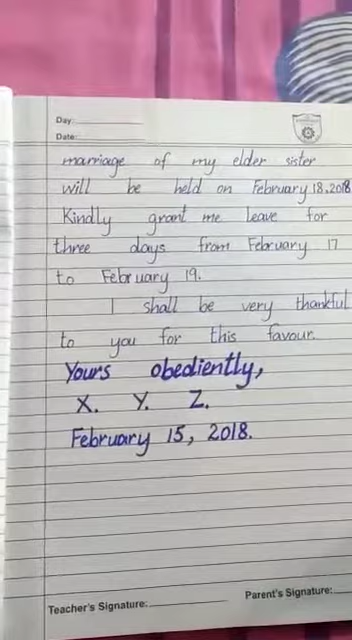 Day:
Date:
marriage of my elder sister
will be held on February 18, 2018
Kindly grant me leave for
three days from February 17
to February 19.
I shall be very thankful
to you for this favour.
Yours obediently,
X. Y. Z.
February 15, 2018.
Teacher's Signature: Parent's Signature: